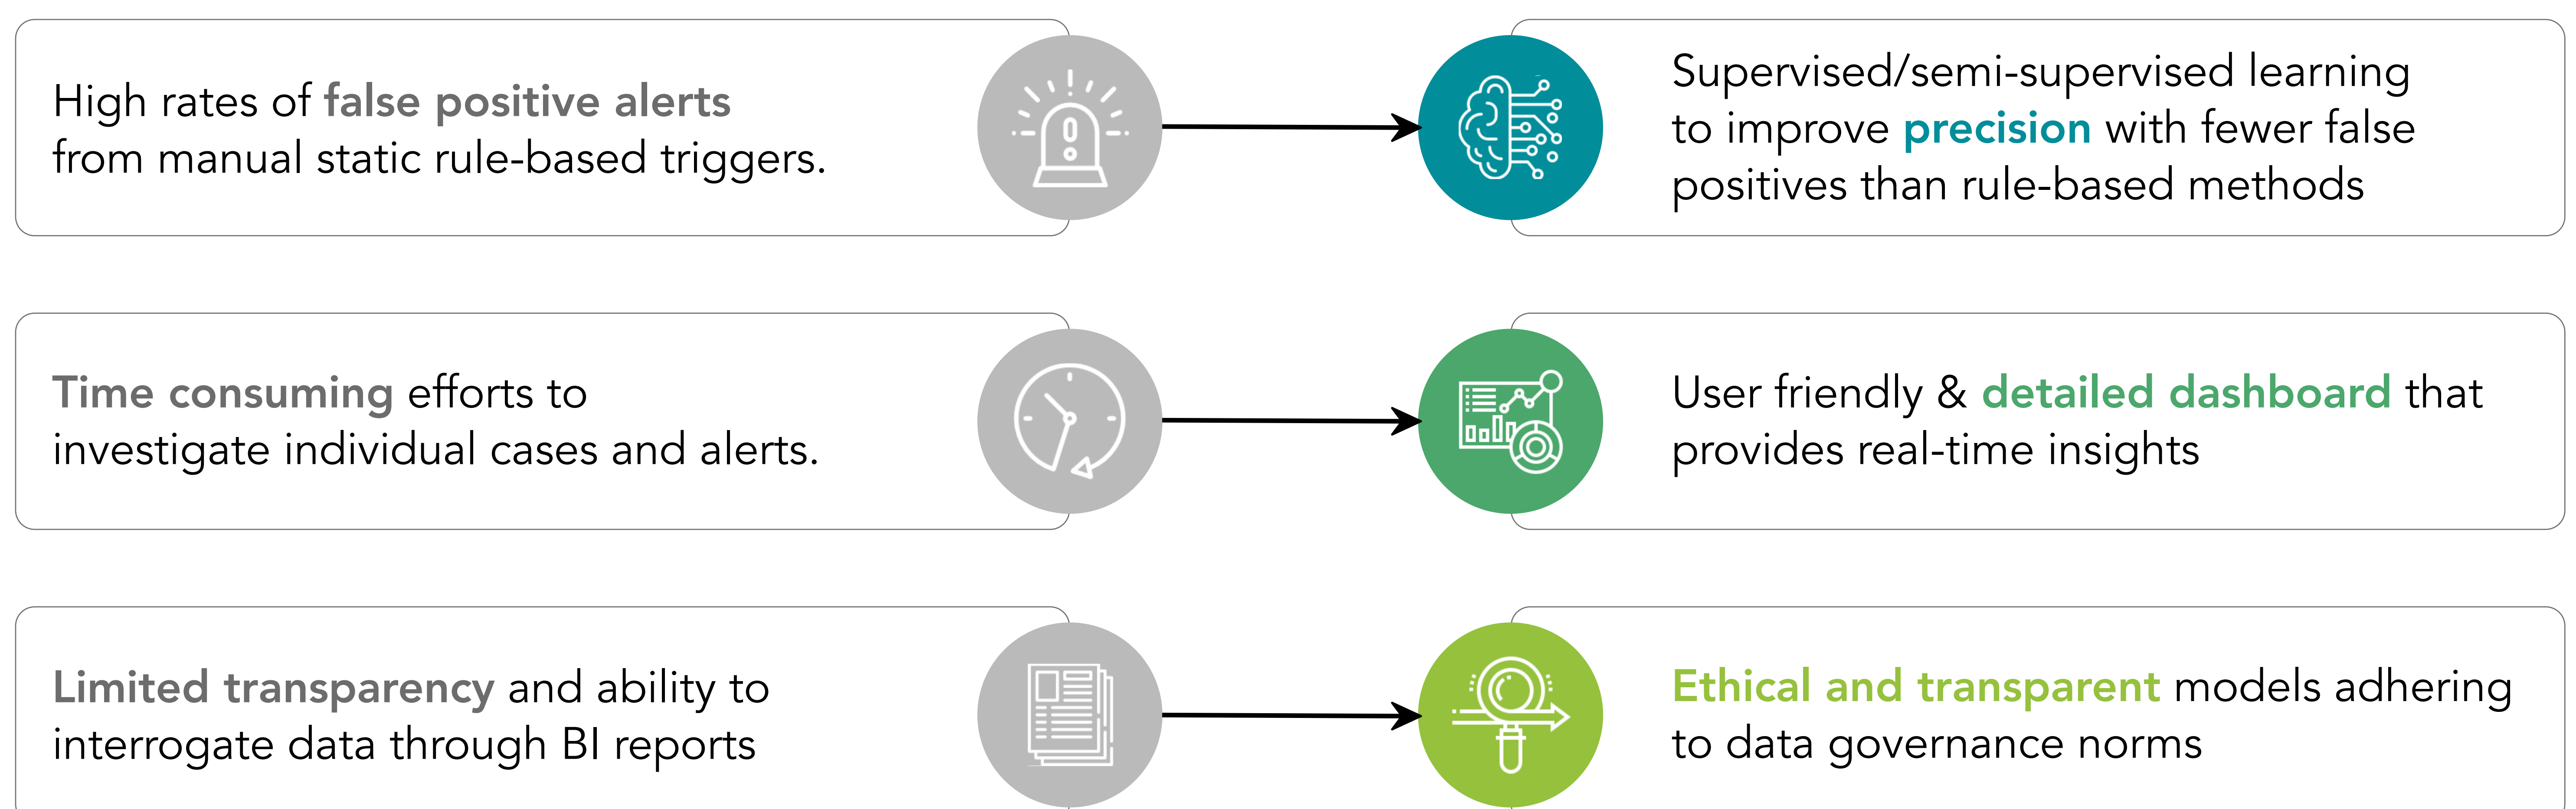 High rates of false positive alerts
from manual static rule-based triggers.
Supervised/semi-supervised learning
to improve precision with fewer false
positives than rule-based methods
Time consuming efforts to
investigate individual cases and alerts.
User friendly & detailed dashboard that
provides real-time insights
Limited transparency and ability to
interrogate data through BI reports
Ethical and transparent models adhering
to data governance norms